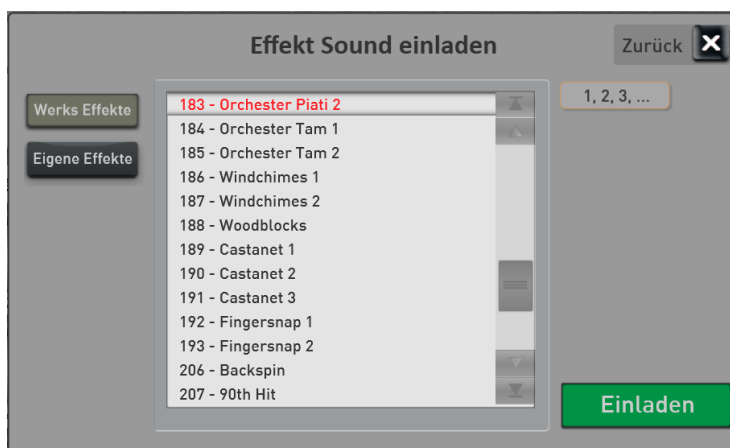 Effekt Sound einladen
Zurück
Werks Effekte
Eigene Effekte
183 - Orchester Piati 2
184 - Orchester Tam 1
185 - Orchester Tam 2
186 - Windchimes 1
187 - Windchimes 2
188 - Woodblocks
189 - Castanet 1
190 - Castanet 2
191 - Castanet 3
192 - Fingersnap 1
193 - Fingersnap 2
206 - Backspin
207 - 90th Hit
1, 2, 3, ...
Einladen